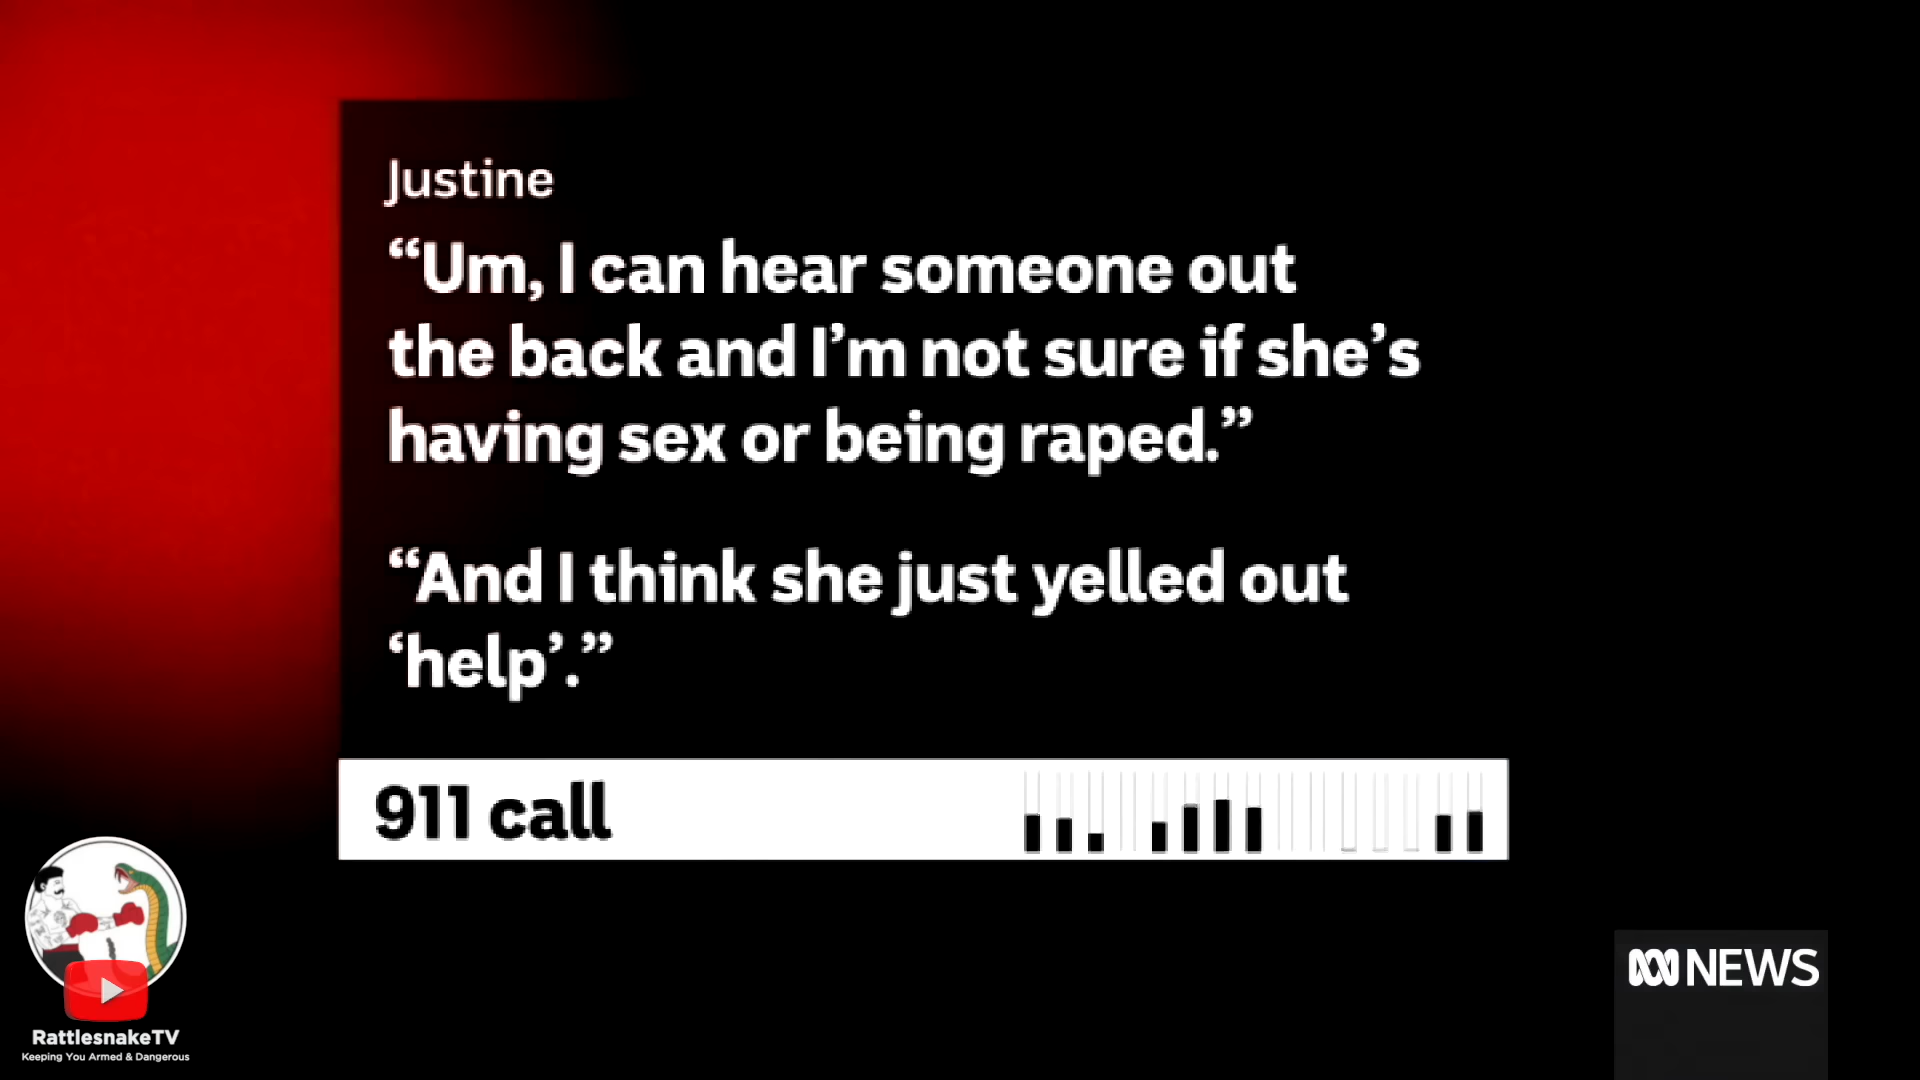 Justine
“Um, I can hear someone out
the back and I’m not sure if she’s
having sex or being raped.”
“And I think she just yelled out
‘help’.”
911 call
RattlesnakeTV
Keeping You Armed & Dangerous
NEWS